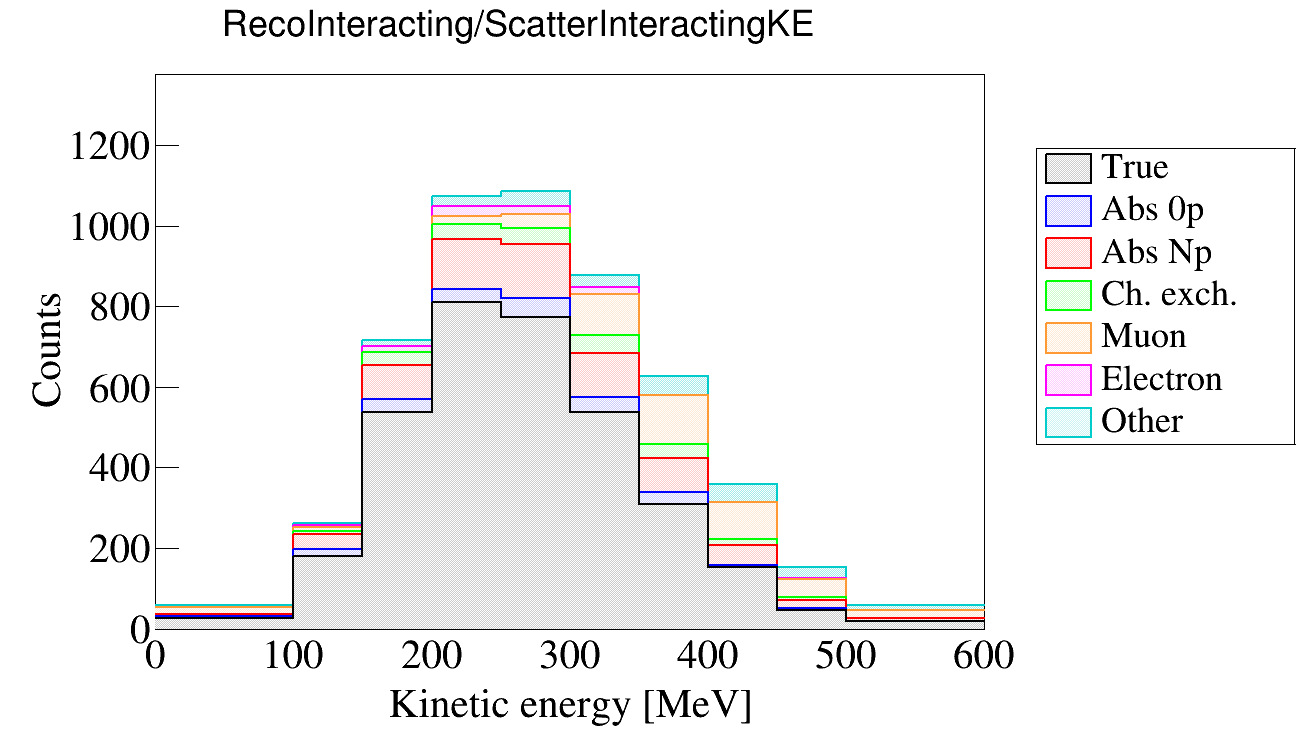 RecoInteracting/ScatterInteractingKE
1200
1000
800
600
400
200
0
Counts
0 100 200 300 400 500 600
Kinetic energy [MeV]
True
Abs 0p
Abs Np
Ch. exch.
Muon
Electron
Other